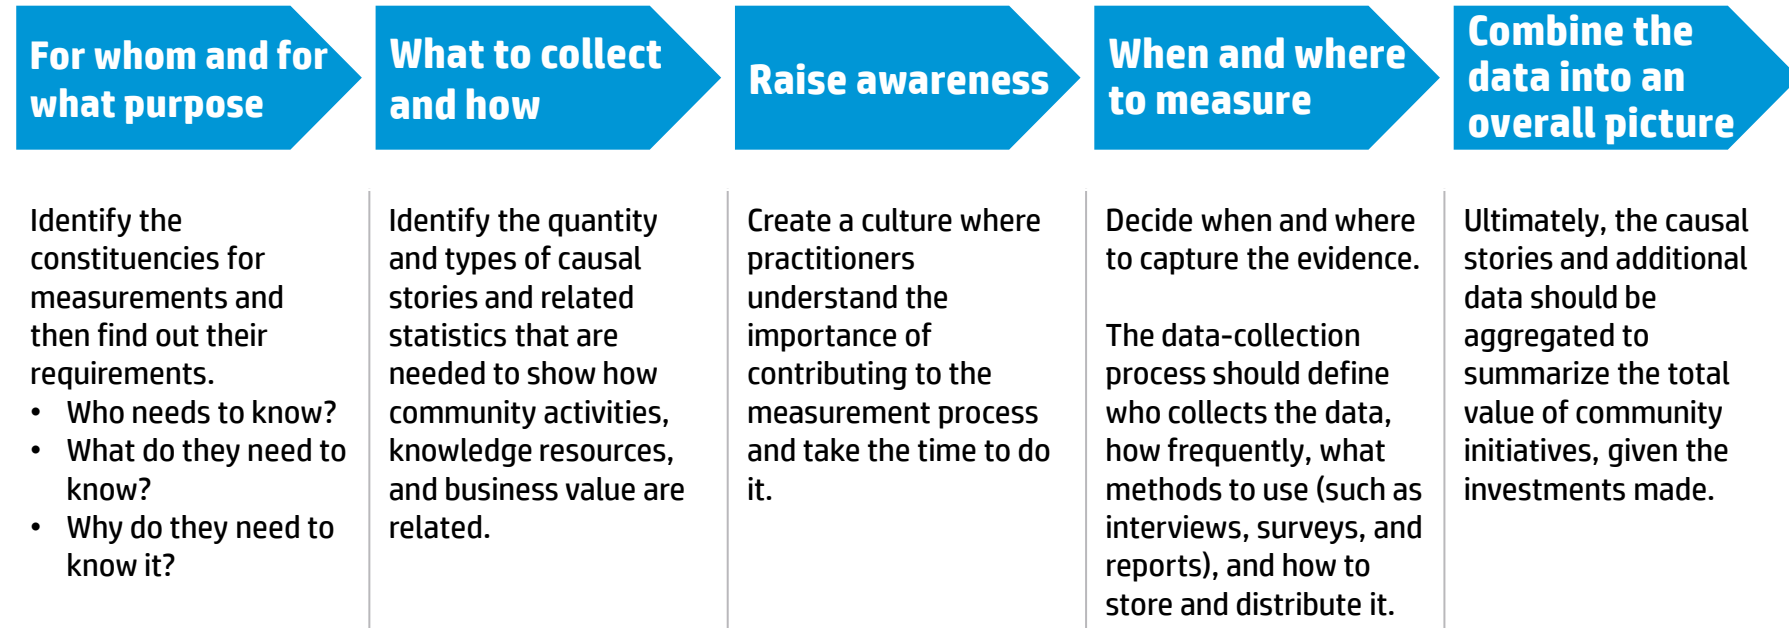 For whom and for
what purpose
What to collect
and how
Raise awareness
When and where
to measure
Combine the
data into an
overall picture
Identify the
constituencies for
measurements and
then find out their
requirements.
• Who needs to know?
• What do they need to
know?
• Why do they need to
know it?
Identify the quantity
and types of causal
stories and related
statistics that are
needed to show how
community activities,
knowledge resources,
and business value are
related.
Create a culture where
practitioners
understand the
importance of
contributing to the
measurement process
and take the time to do
it.
Decide when and where
to capture the evidence.
The data-collection
process should define
who collects the data,
how frequently, what
methods to use (such as
interviews, surveys, and
reports), and how to
store and distribute it.
Ultimately, the causal
stories and additional
data should be
aggregated to
summarize the total
value of community
initiatives, given the
investments made.